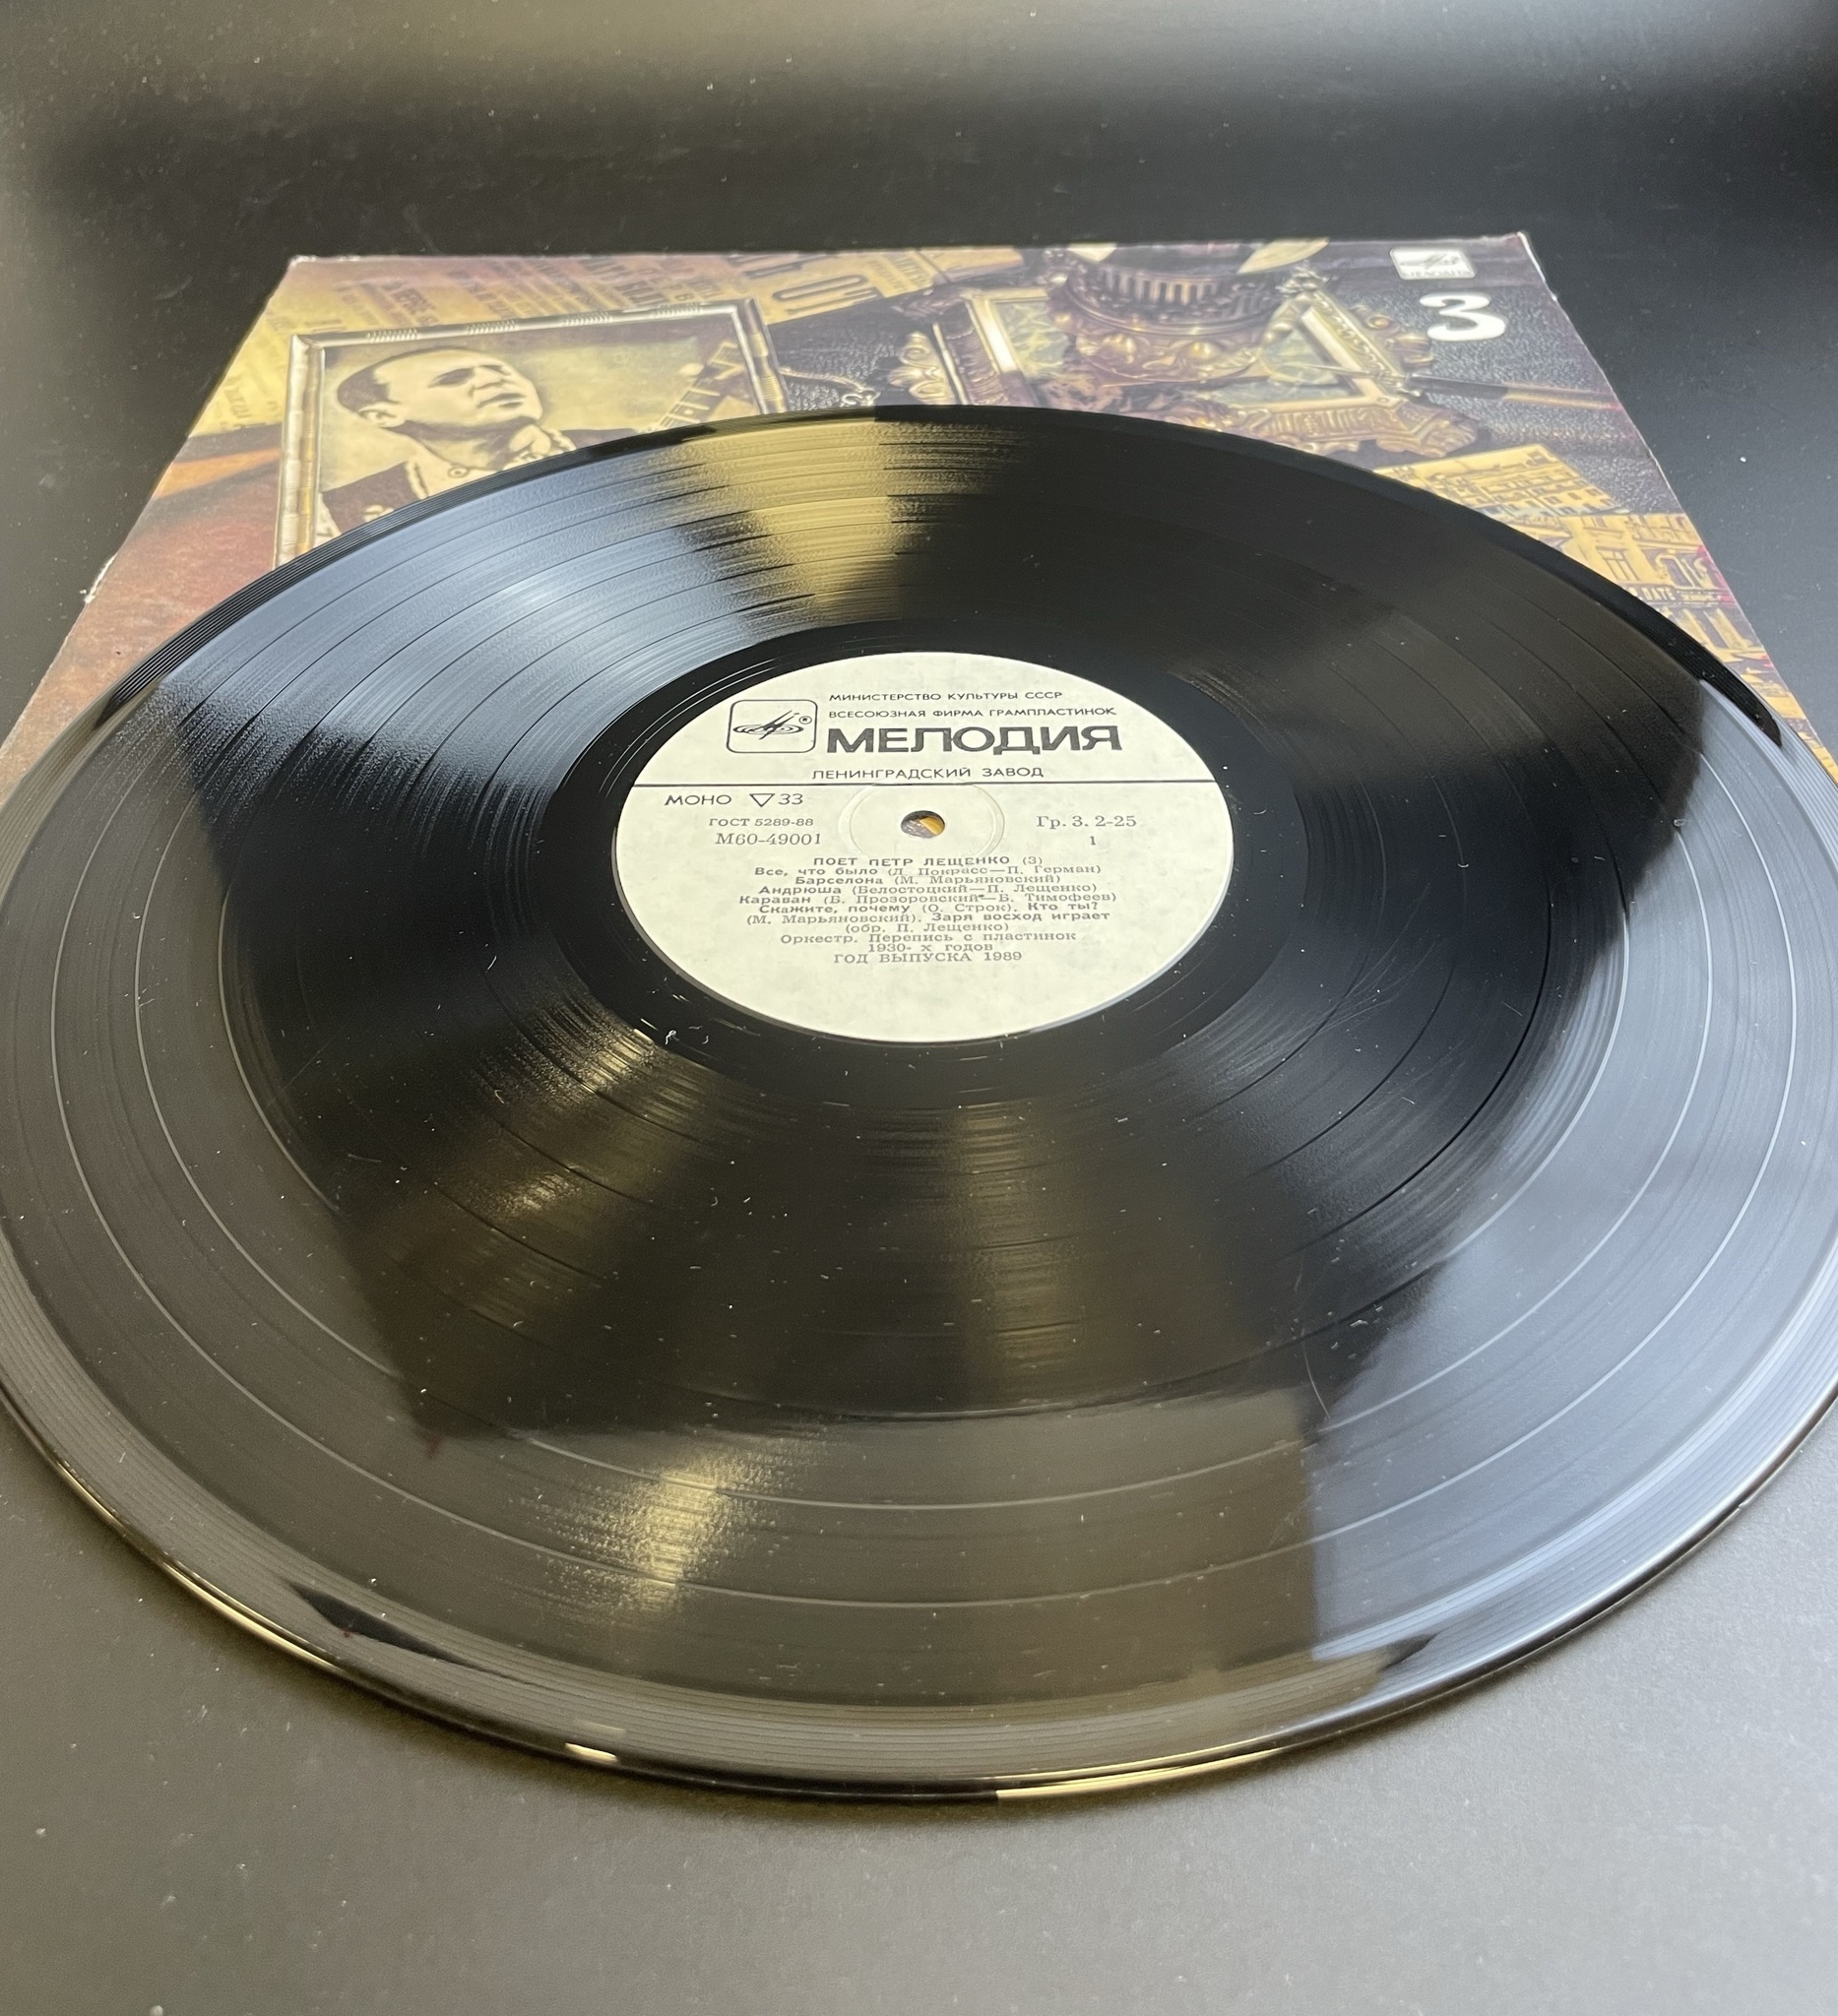 3
МИНИСТЕРСТВО КУЛЬТУРЫ СССР
ВСЕСОЮЗНАЯ ФИРМА ГРАМПЛАСТИНОК
МЕЛОДИЯ
ЛЕНИНГРАДСКИЙ ЗАВОД
МОНО ▽33
ГОСТ 5289-88
М60-49001
Гр. 3. 2-25
1
ПОЕТ ПЕТР ЛЕЩЕНКО (3)
Все, что было (Д. Покрасс—П. Герман)
Барселона (М. Марьяновский)
Андрюша (Белостоцкий—П. Лещенко)
Караван (Б. Прозоровский—Б. Тимофеев)
Скажите, почему (О. Строк). Кто ты?
(М. Марьяновский). Заря восход играет
(обр. П. Лещенко)
Оркестр. Перепись с пластинок
1930- х годов
ГОД ВЫПУСКА 1989